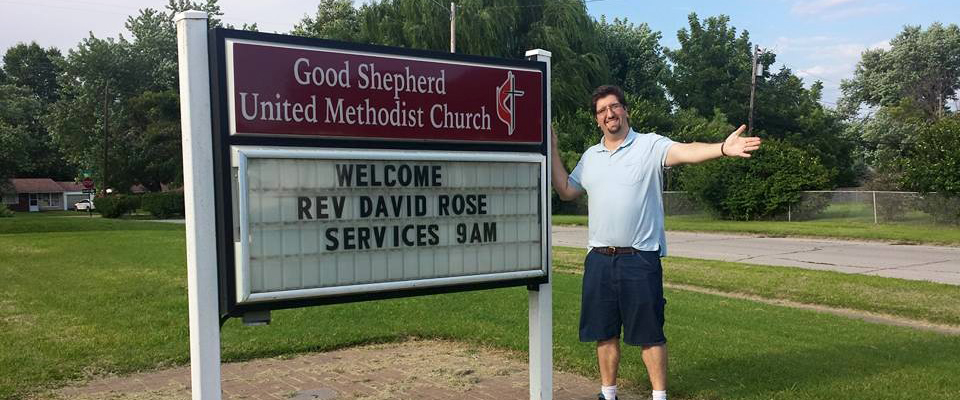 Good Shepherd
United Methodist Church
WELCOME
REV DAVID ROSE
SERVICES 9AM